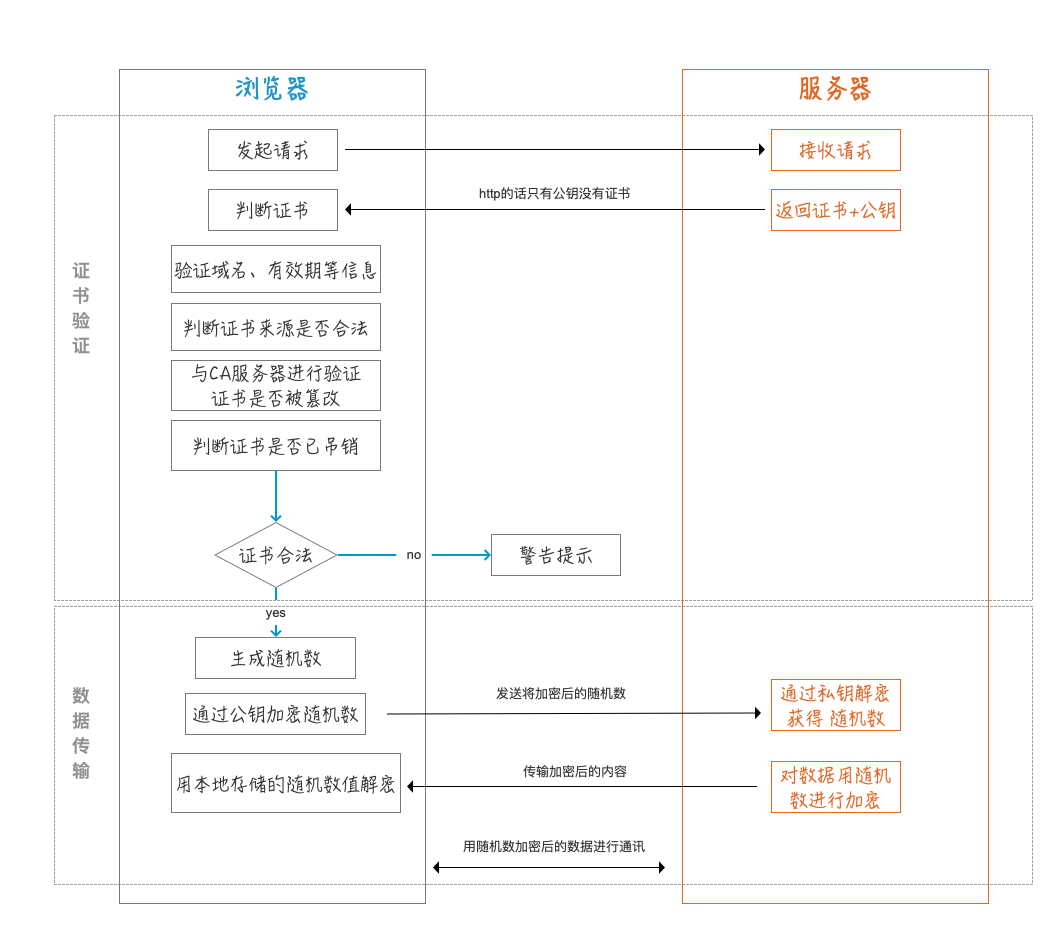 浏览器
服务器
证书验证
发起请求
接收请求
http的话只有公钥没有证书
判断证书
返回证书+公钥
验证域名、有效期等信息
判断证书来源是否合法
与CA服务器进行验证
证书是否被篡改
判断证书是否已吊销
证书合法
no
警告提示
yes
数据传输
生成随机数
发送将加密后的随机数
通过公钥加密随机数
通过私钥解密
获得 随机数
传输加密后的内容
用本地存储的随机数值解密
对数据用随机
数进行加密
用随机数加密后的数据进行通讯